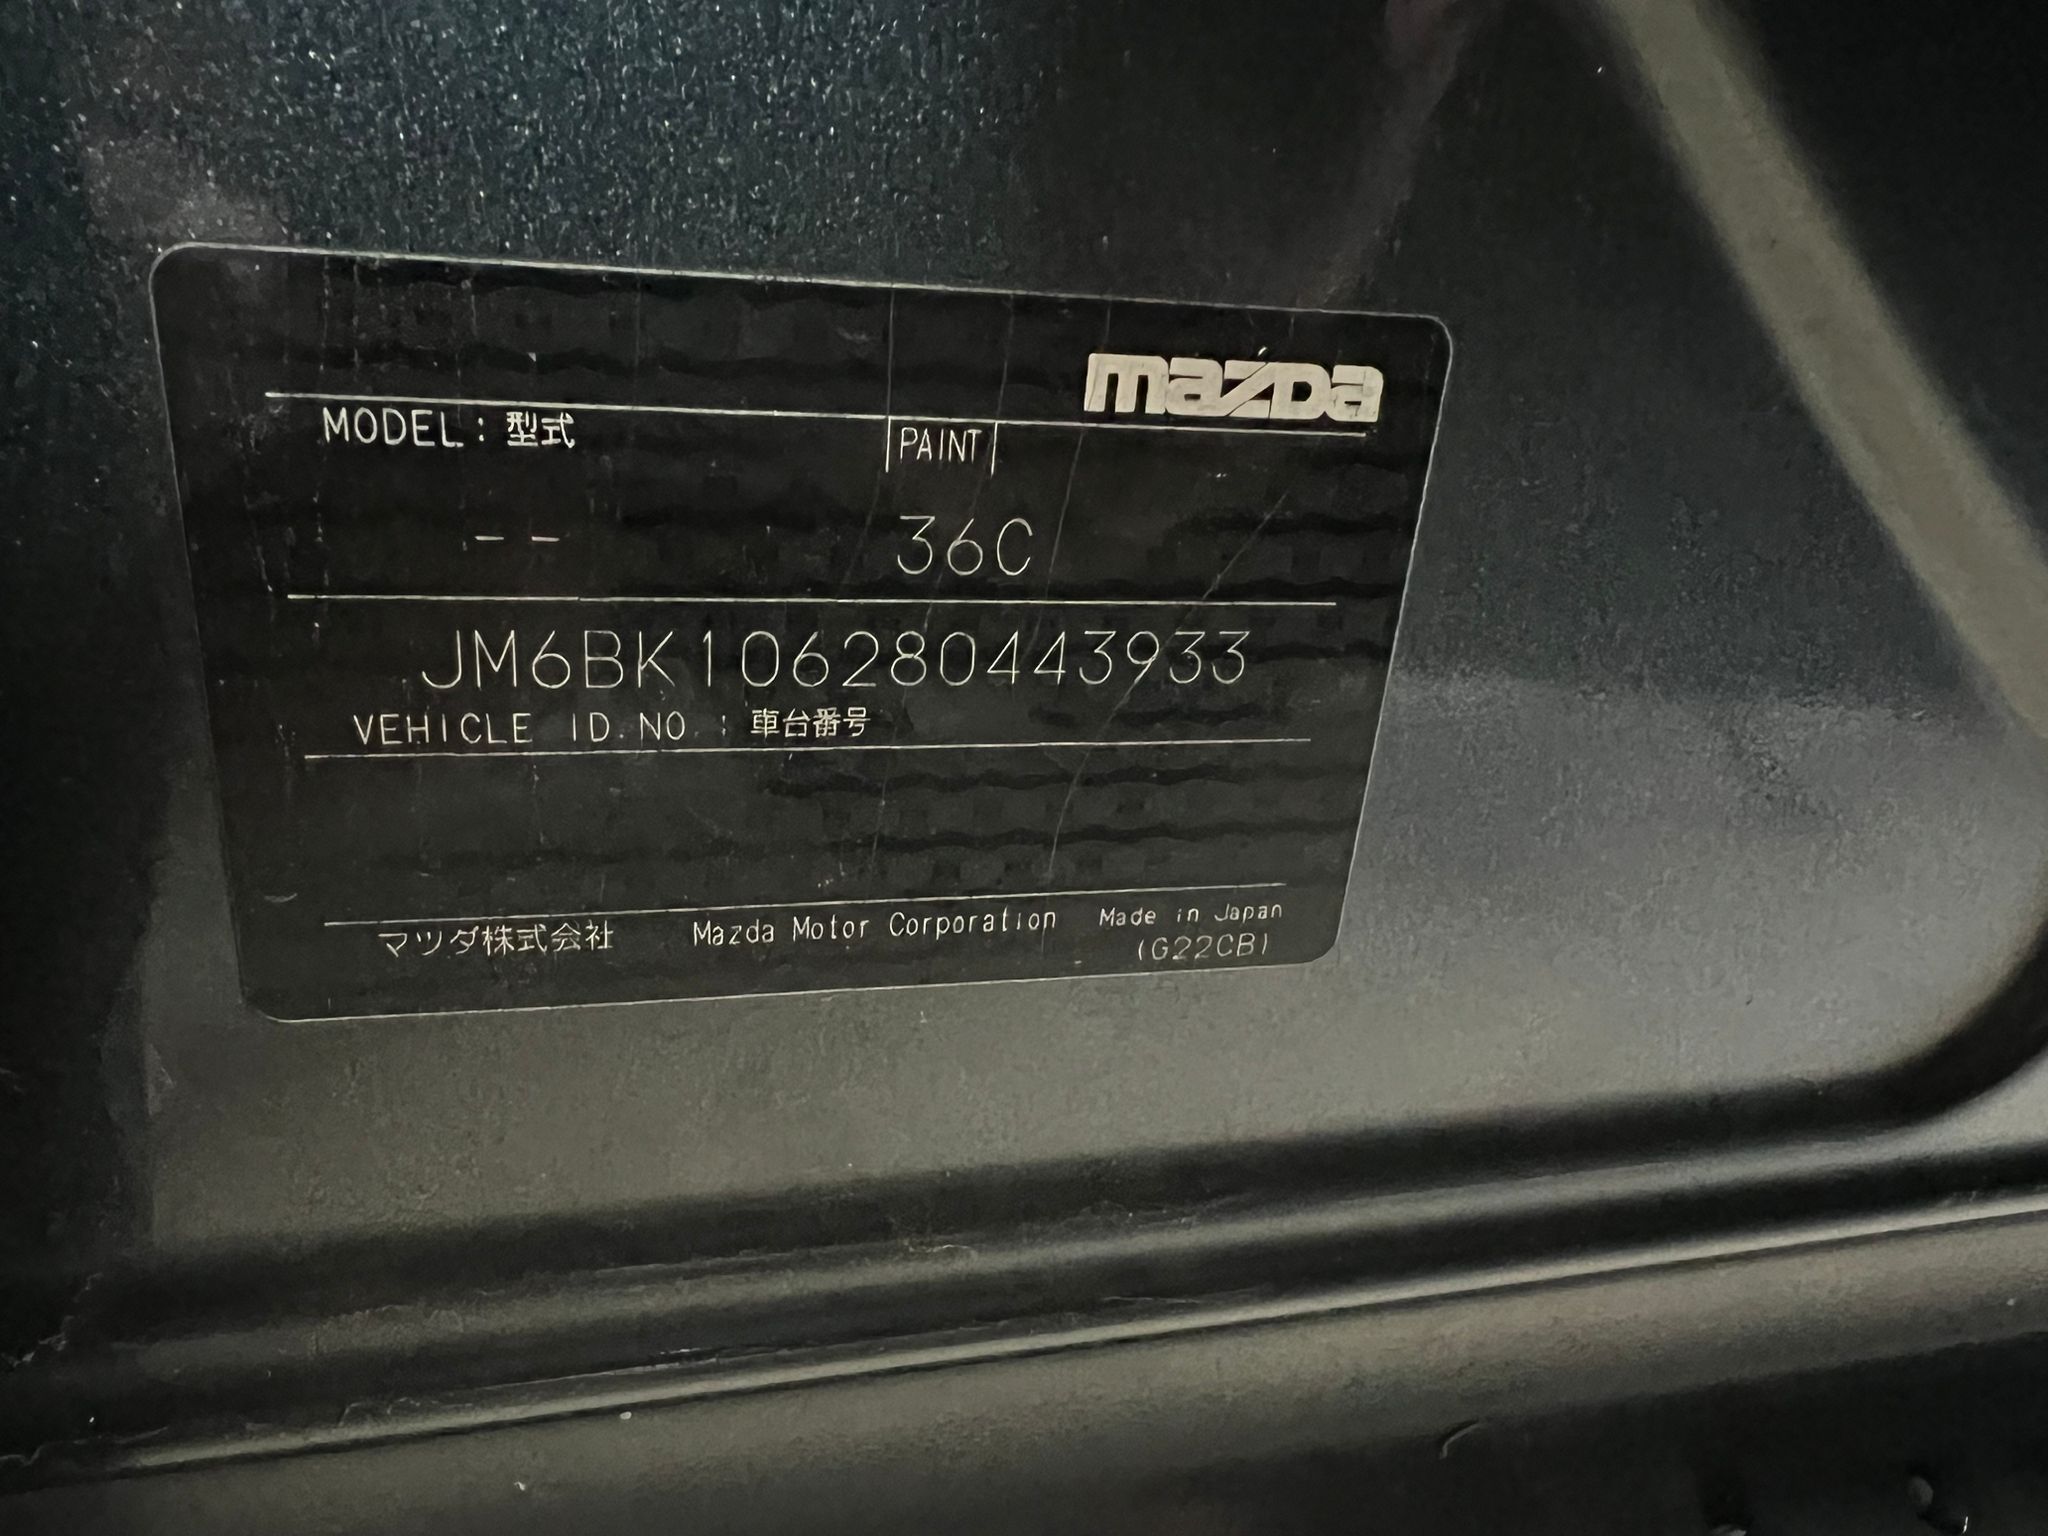 mazda
MODEL : 型式 PAINT
-- 36C
JM6BK106280443933
VEHICLE ID. NO. : 車台番号
マツダ株式会社 Mazda Motor Corporation Made in Japan
(G22CB)